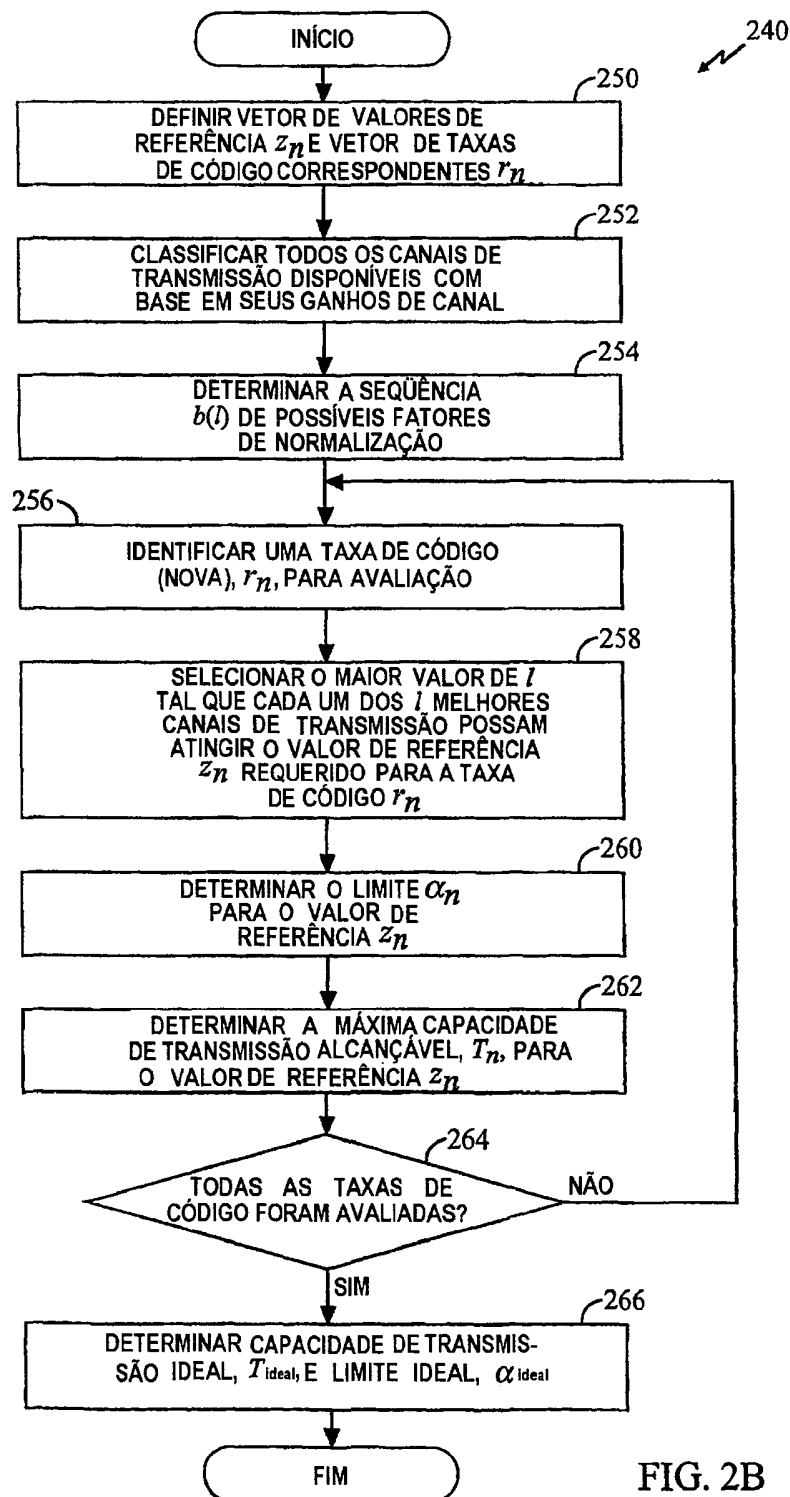 INÍCIO
240
250
DEFINIR VETOR DE VALORES DE
REFERÊNCIA zn E VETOR DE TAXAS
DE CÓDIGO CORRESPONDENTES rn
252
CLASSIFICAR TODOS OS CANAIS DE
TRANSMISSÃO DISPONÍVEIS COM
BASE EM SEUS GANHOS DE CANAL
254
DETERMINAR A SEQÜÊNCIA
b(l) DE POSSÍVEIS FATORES
DE NORMALIZAÇÃO
256
IDENTIFICAR UMA TAXA DE CÓDIGO
(NOVA), rn, PARA AVALIAÇÃO
258
SELECIONAR O MAIOR VALOR DE l
TAL QUE CADA UM DOS l MELHORES
CANAIS DE TRANSMISSÃO POSSAM
ATINGIR O VALOR DE REFERÊNCIA
zn REQUERIDO PARA A TAXA
DE CÓDIGO rn
260
DETERMINAR O LIMITE αn
PARA O VALOR DE
REFERÊNCIA zn
262
DETERMINAR A MÁXIMA CAPACIDADE
DE TRANSMISSÃO ALCANÇÁVEL, Tn, PARA
O VALOR DE REFERÊNCIA zn
264
TODAS AS TAXAS DE
CÓDIGO FORAM AVALIADAS?
NÃO
SIM
266
DETERMINAR CAPACIDADE DE TRANSMIS-
SÃO IDEAL, Tideal, E LIMITE IDEAL, αideal
FIM
FIG. 2B